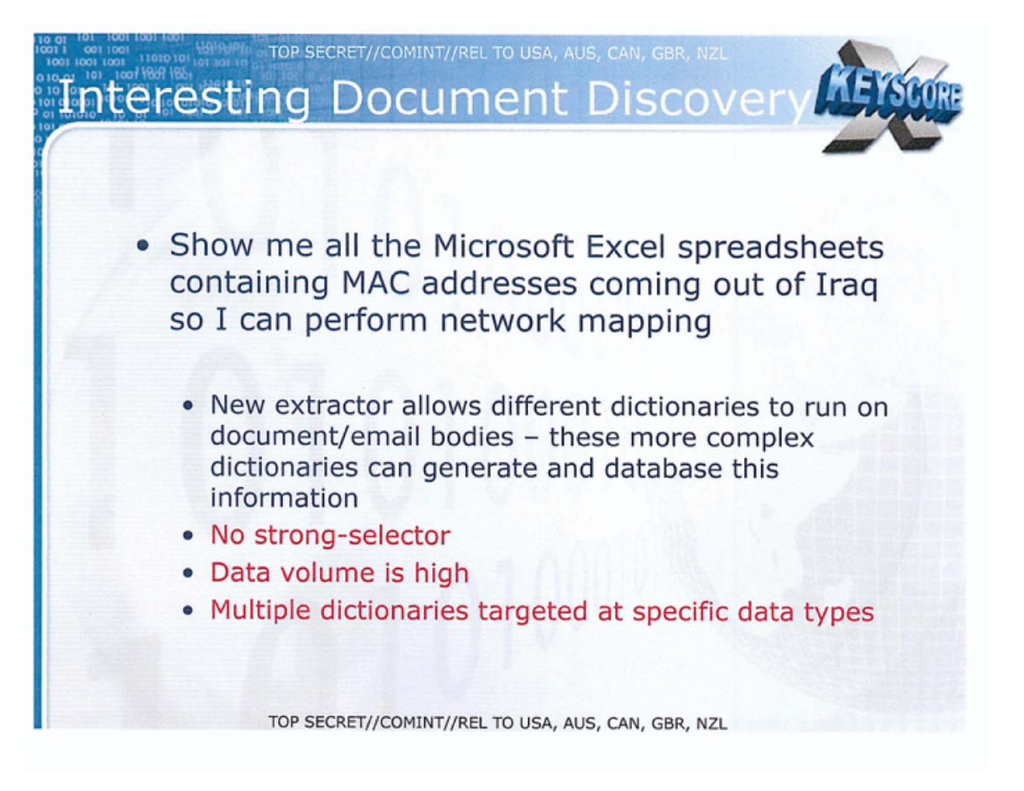 TOP SECRET//COMINT//REL TO USA, AUS, CAN, GBR, NZL
Interesting Document Discovery
XKEYSCORE
• Show me all the Microsoft Excel spreadsheets
containing MAC addresses coming out of Iraq
so I can perform network mapping
• New extractor allows different dictionaries to run on
document/email bodies – these more complex
dictionaries can generate and database this
information
• No strong-selector
• Data volume is high
• Multiple dictionaries targeted at specific data types
TOP SECRET//COMINT//REL TO USA, AUS, CAN, GBR, NZL